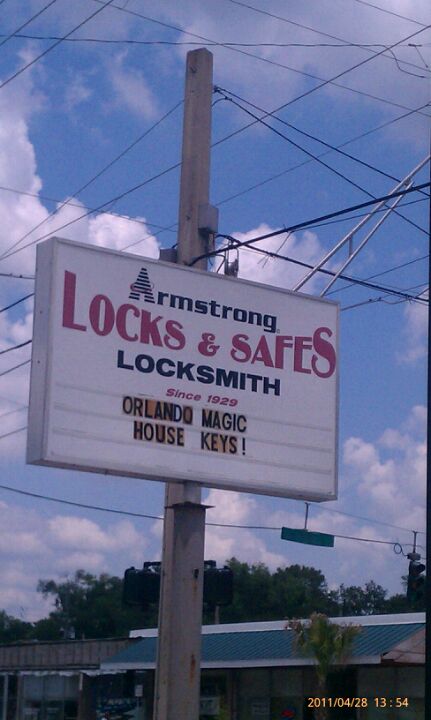 Armstrong
LOCKS & SAFES
LOCKSMITH
Since 1929
ORLANDO MAGIC
HOUSE KEYS!
2011/04/28 13:54